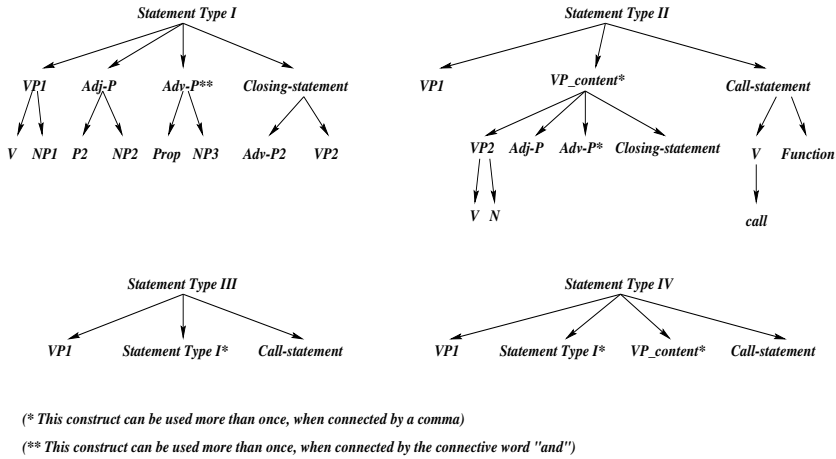 Statement Type I
Statement Type II
VP1 Adj-P Adv-P** Closing-statement
VP1 VP_content* Call-statement
V NP1 P2 NP2 Prop NP3 Adv-P2 VP2
VP2 Adj-P Adv-P* Closing-statement V Function
V N
call
Statement Type III
Statement Type IV
VP1 Statement Type I* Call-statement
VP1 Statement Type I* VP_content* Call-statement
(* This construct can be used more than once, when connected by a comma)
(** This construct can be used more than once, when connected by the connective word "and")